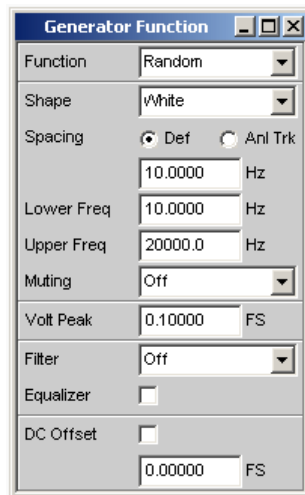 Generator Function
Function Random
Shape White
Spacing Def Anl Trk
10.0000 Hz
Lower Freq 10.0000 Hz
Upper Freq 20000.0 Hz
Muting Off
Volt Peak 0.10000 FS
Filter Off
Equalizer
DC Offset
0.00000 FS